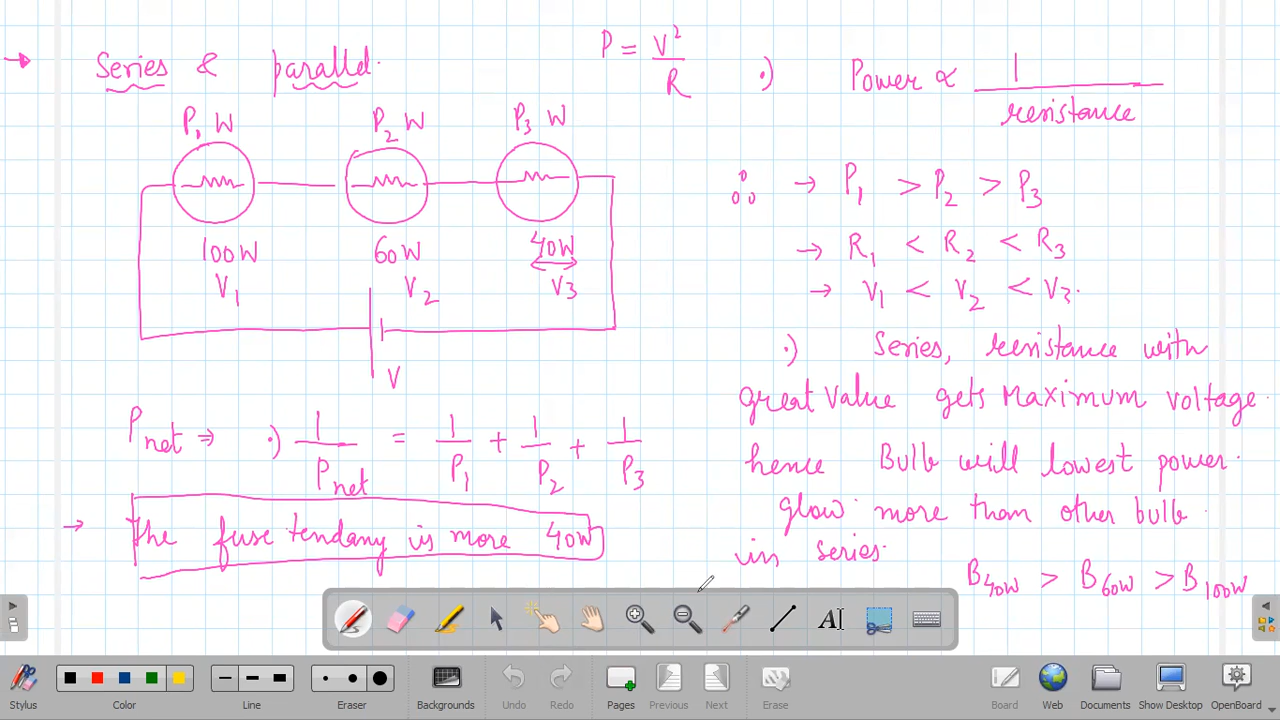 Series & parallel.
P₁ W P₂ W P₃ W
100W 60W 40W
V₁ V₂ V3
V
P = V²/R
P net ⇒ ·) 1/P net = 1/P₁ + 1/P₂ + 1/P₃
→ The fuse tendany is more 40W
·) Power ∝ 1/resistance
∴ → P₁ > P₂ > P₃
→ R₁ < R₂ < R₃
→ V₁ < V₂ < V₃.
·) Series, resistance with
great value gets Maximum voltage.
hence Bulb will lowest power.
glow more than other bulb.
in series.
B40W > B60W > B100W
Stylus
Color
Line
Eraser
Backgrounds
Undo
Redo
Pages
Previous
Next
Erase
Board
Web
Documents
Show Desktop
OpenBoard